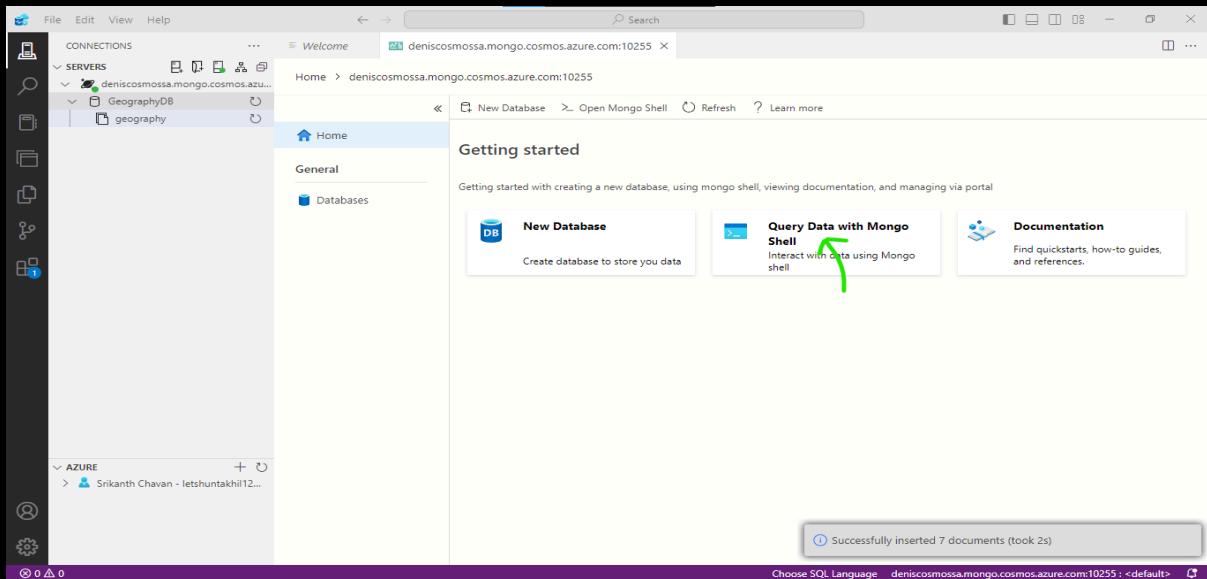 File Edit View Help
Search
CONNECTIONS
SERVERS
deniscosmossa.mongo.cosmos.azu...
GeographyDB
geography
Welcome
deniscosmossa.mongo.cosmos.azure.com:10255
Home > deniscosmossa.mongo.cosmos.azure.com:10255
Home
General
Databases
New Database
Open Mongo Shell
Refresh
Learn more
Getting started
Getting started with creating a new database, using mongo shell, viewing documentation, and managing via portal
DB
New Database
Create database to store you data
Query Data with Mongo
Shell
Interact with data using Mongo
shell
Documentation
Find quickstarts, how-to guides,
and references.
1
AZURE
Srikanth Chavan - letshuntakhil12...
Successfully inserted 7 documents (took 2s)
0 0
Choose SQL Language
deniscosmossa.mongo.cosmos.azure.com:10255 : <default>